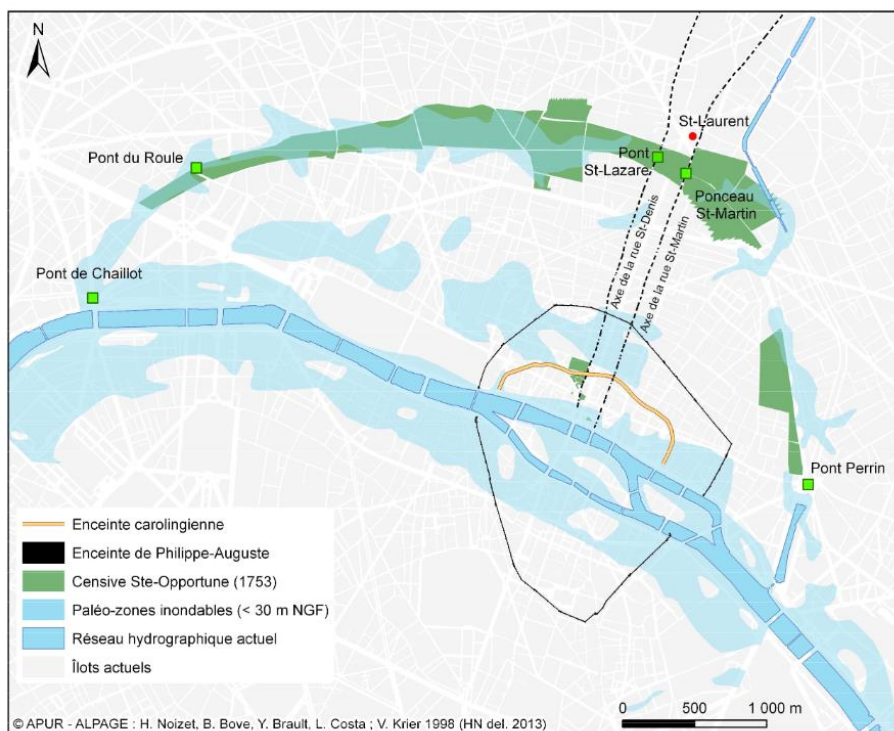 N
St-Laurent
Pont du Roule
Pont
St-Lazare
Ponceau
St-Martin
Axe de la rue St-Denis
Axe de la rue St-Martin
Pont de Chaillot
Pont Perrin
Enceinte carolingienne
Enceinte de Philippe-Auguste
Censive Ste-Opportune (1753)
Paléo-zones inondables (< 30 m NGF)
Réseau hydrographique actuel
Îlots actuels
© APUR - ALPAGE : H. Noizet, B. Bove, Y. Brault, L. Costa ; V. Krier 1998 (HN del. 2013)
0 500 1 000 m